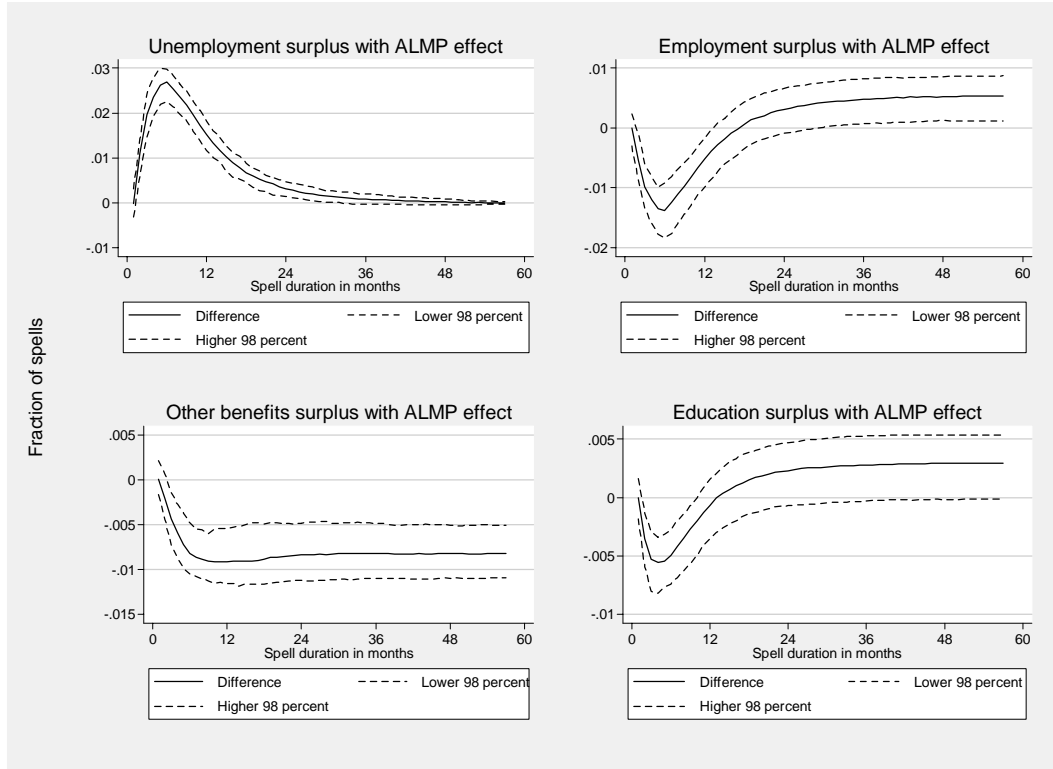 Fraction of spells
Unemployment surplus with ALMP effect
.03
.02
.01
0
-.01
0 12 24 36 48 60
Spell duration in months
Difference Lower 98 percent
Higher 98 percent
Employment surplus with ALMP effect
.01
0
-.01
-.02
0 12 24 36 48 60
Spell duration in months
Difference Lower 98 percent
Higher 98 percent
Other benefits surplus with ALMP effect
.005
0
-.005
-.01
-.015
0 12 24 36 48 60
Spell duration in months
Difference Lower 98 percent
Higher 98 percent
Education surplus with ALMP effect
.005
0
-.005
-.01
0 12 24 36 48 60
Spell duration in months
Difference Lower 98 percent
Higher 98 percent